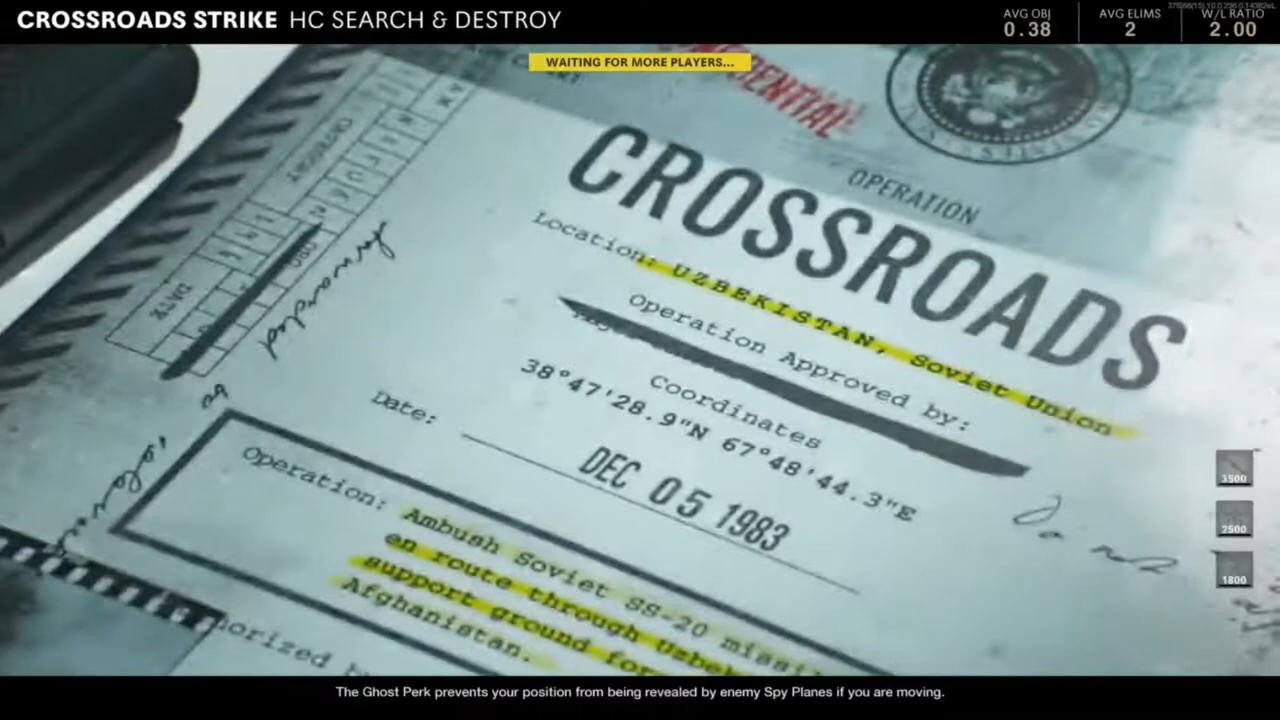 CROSSROADS STRIKE HC SEARCH & DESTROY
AVG OBJ
0.38
AVG ELIMS
2
W/L RATIO
2.00
WAITING FOR MORE PLAYERS...
OPERATION
CROSSROADS
Location: UZBEKISTAN, Soviet Union
Operation Approved by:
Coordinates
38°47'28.9"N 67°48'44.3"E
Date:
DEC 05 1983
Operation: Ambush Soviet SS-20
en route through
support ground
Afghanistan.
DATE
3500
2500
1800
The Ghost Perk prevents your position from being revealed by enemy Spy Planes if you are moving.